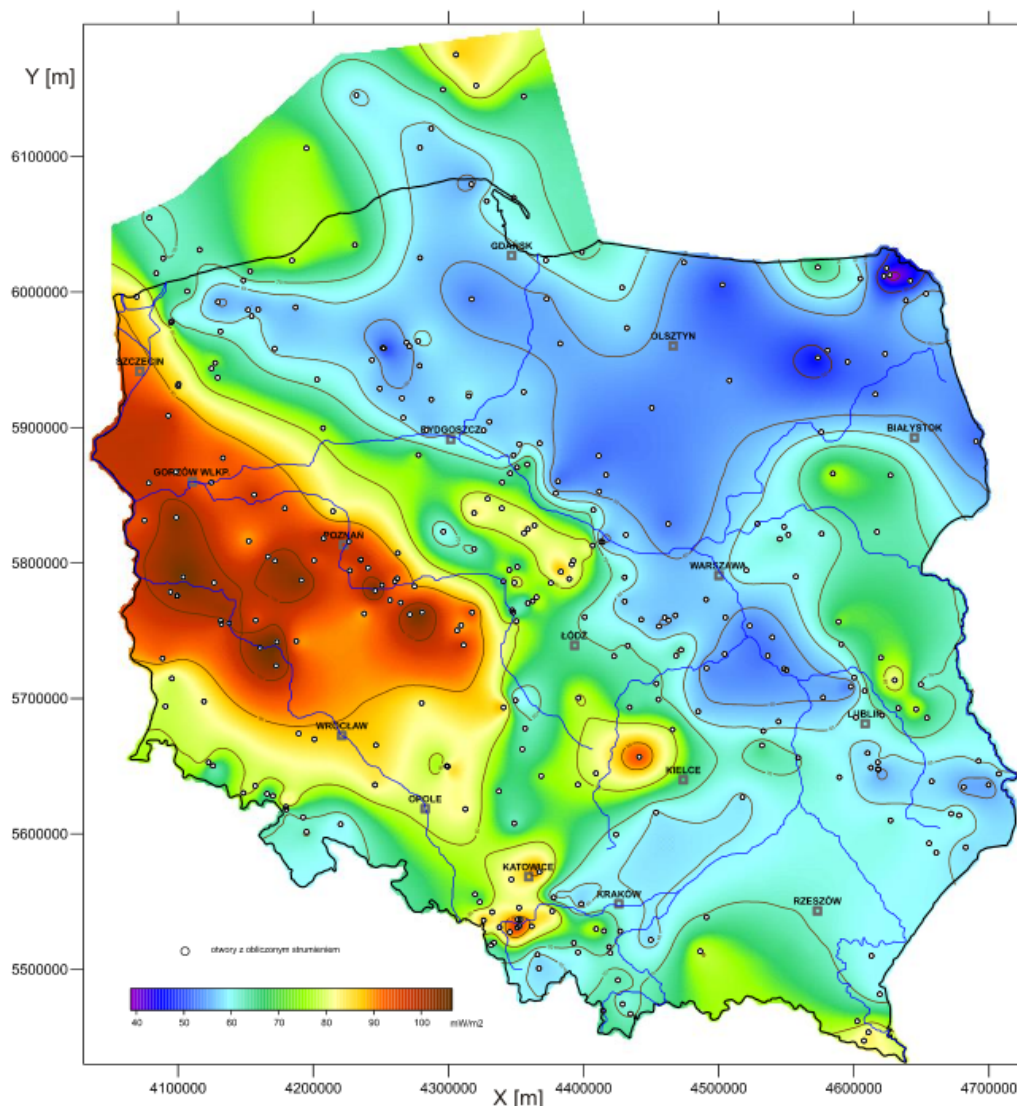 Y [m]
6100000
6000000
5900000
5800000
5700000
5600000
5500000
GDAŃSK
OLSZTYN
SZCZECIN
BYDGOSZCZ
BIAŁYSTOK
GORZÓW WLKP.
POZNAŃ
WARSZAWA
ŁÓDŹ
LUBLIN
WROCŁAW
KIELCE
OPOLE
KATOWICE
KRAKÓW
RZESZÓW
otwory z obliczonym strumieniem
40 50 60 70 80 90 100 mW/m2
4100000 4200000 4300000 4400000 4500000 4600000 4700000
X [m]